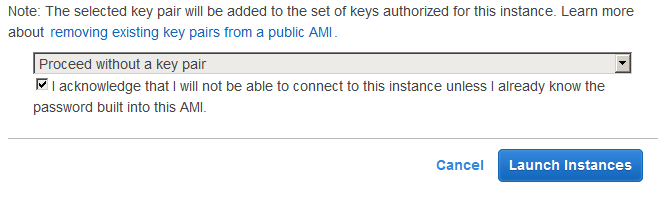 Note: The selected key pair will be added to the set of keys authorized for this instance. Learn more
about removing existing key pairs from a public AMI.
Proceed without a key pair
I acknowledge that I will not be able to connect to this instance unless I already know the
password built into this AMI.
Cancel Launch Instances